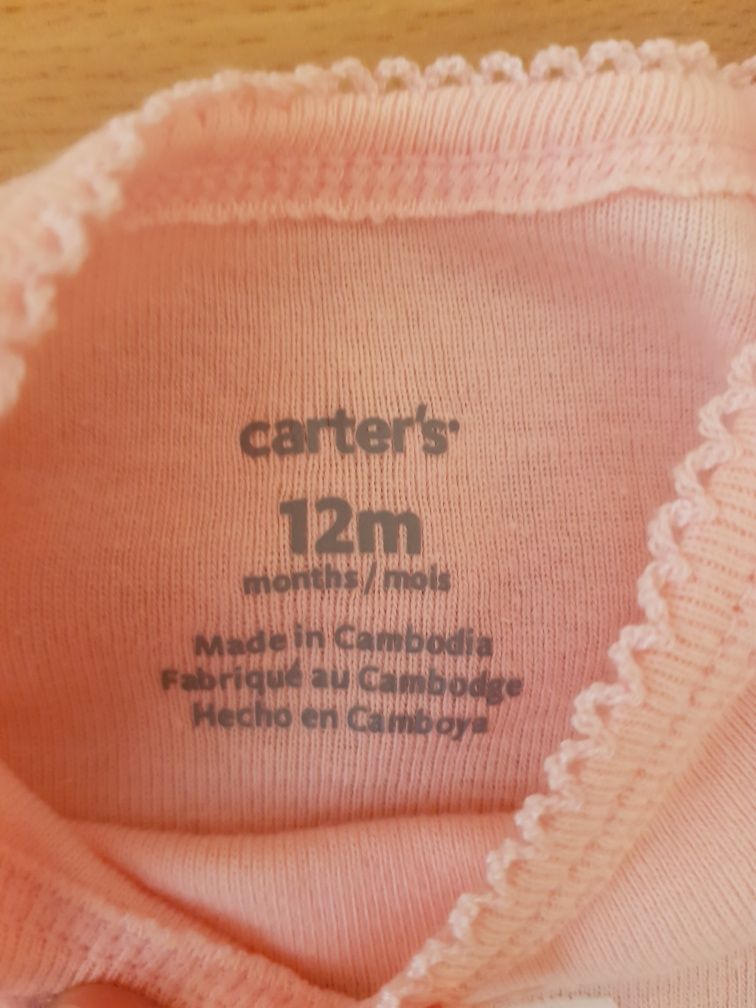 carter's
12m
months/mois
Made in Cambodia
Fabriqué au Cambodge
Hecho en Camboya